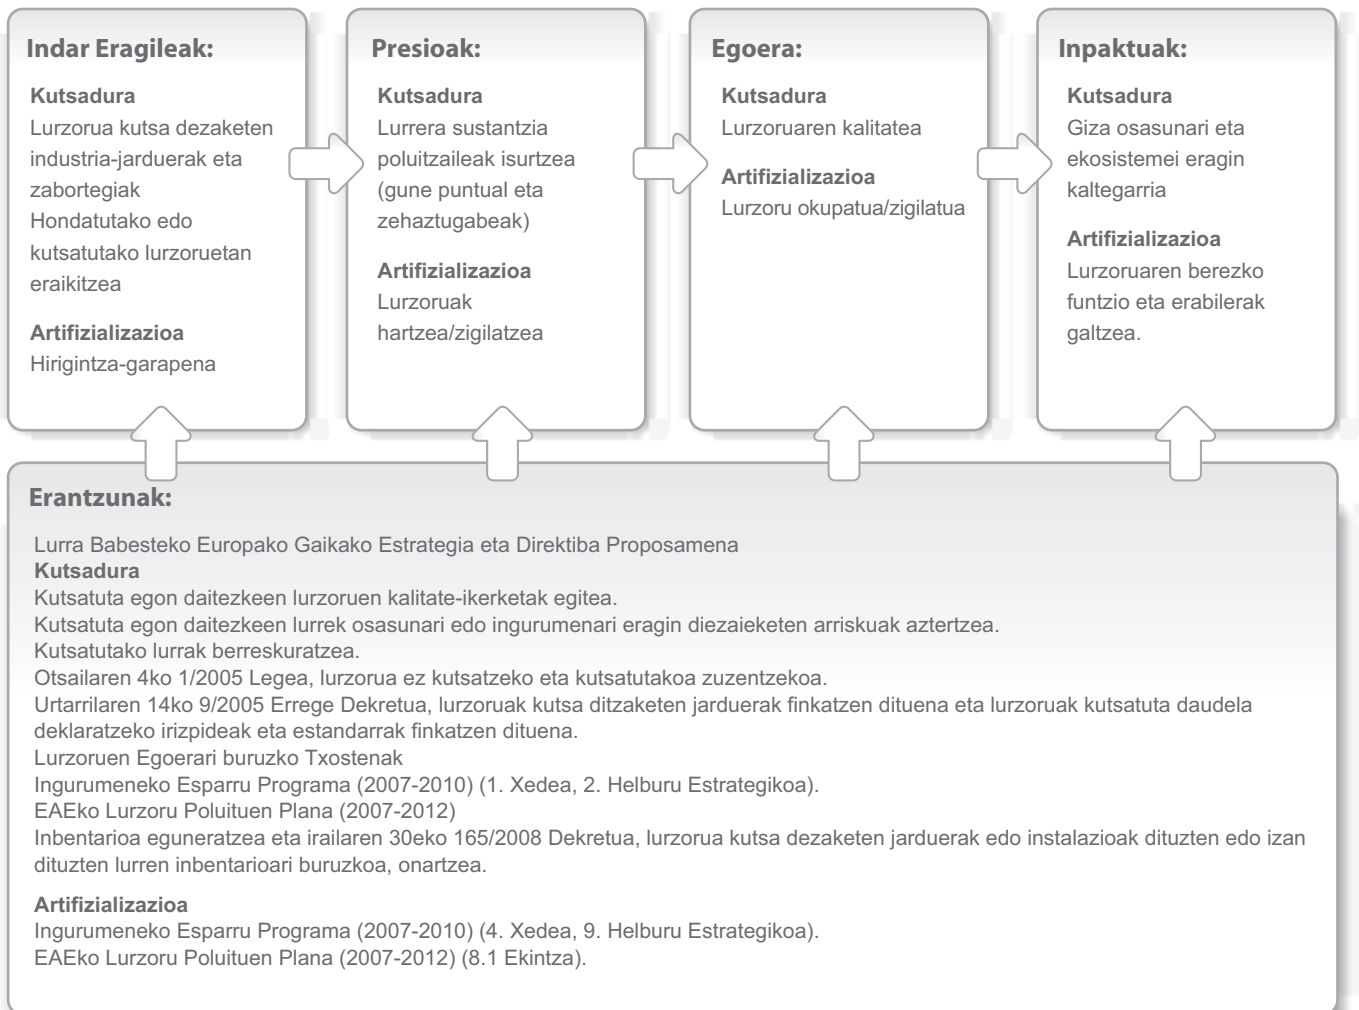 Indar Eragileak:
Kutsadura
Lurzorua kutsa dezaketen
industria-jarduerak eta
zabortegiak
Hondatutako edo
kutsatutako lurzoruetan
eraikitzea
Artifizializazioa
Hirigintza-garapena
Presioak:
Kutsadura
Lurrera sustantzia
poluitzaileak isurtzea
(gune puntual eta
zehaztugabeak)
Artifizializazioa
Lurzoruak
hartzea/zigilatzea
Egoera:
Kutsadura
Lurzoruaren kalitatea
Artifizializazioa
Lurzoru okupatua/zigilatua
Inpaktuak:
Kutsadura
Giza osasunari eta
ekosistemei eragin
kaltegarria
Artifizializazioa
Lurzoruaren berezko
funtzio eta erabilerak
galtzea.
Erantzunak:
Lurra Babesteko Europako Gaikako Estrategia eta Direktiba Proposamena
Kutsadura
Kutsatuta egon daitezkeen lurzoruen kalitate-ikerketak egitea.
Kutsatuta egon daitezkeen lurrek osasunari edo ingurumenari eragin diezaieketen arriskuak aztertzea.
Kutsatutako lurrak berreskuratzea.
Otsailaren 4ko 1/2005 Legea, lurzorua ez kutsatzeko eta kutsatutakoa zuzentzekoa.
Urtarrilaren 14ko 9/2005 Errege Dekretua, lurzoruak kutsa ditzaketen jarduerak finkatzen dituena eta lurzoruak kutsatuta daudela
deklaratzeko irizpideak eta estandarrak finkatzen dituena.
Lurzoruen Egoerari buruzko Txostenak
Ingurumeneko Esparru Programa (2007-2010) (1. Xedea, 2. Helburu Estrategikoa).
EAEko Lurzoru Poluituen Plana (2007-2012)
Inbentarioa eguneratzea eta irailaren 30eko 165/2008 Dekretua, lurzorua kutsa dezaketen jarduerak edo instalazioak dituzten edo izan
dituzten lurren inbentarioari buruzkoa, onartzea.
Artifizializazioa
Ingurumeneko Esparru Programa (2007-2010) (4. Xedea, 9. Helburu Estrategikoa).
EAEko Lurzoru Poluituen Plana (2007-2012) (8.1 Ekintza).